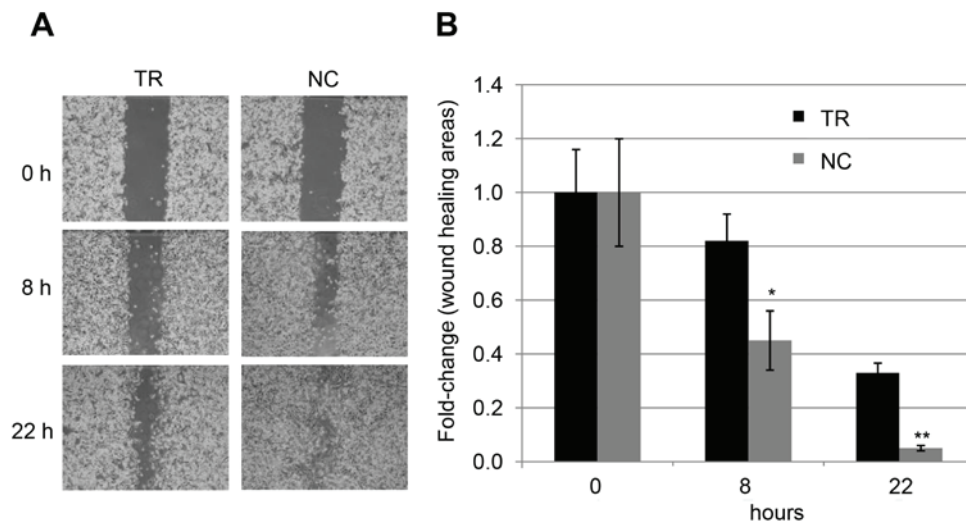 A
TR NC
0 h
8 h
22 h
B
Fold-change (wound healing areas)
1.4
1.2
1.0
0.8
0.6
0.4
0.2
0.0
TR
NC
*
**
0 8 22
hours